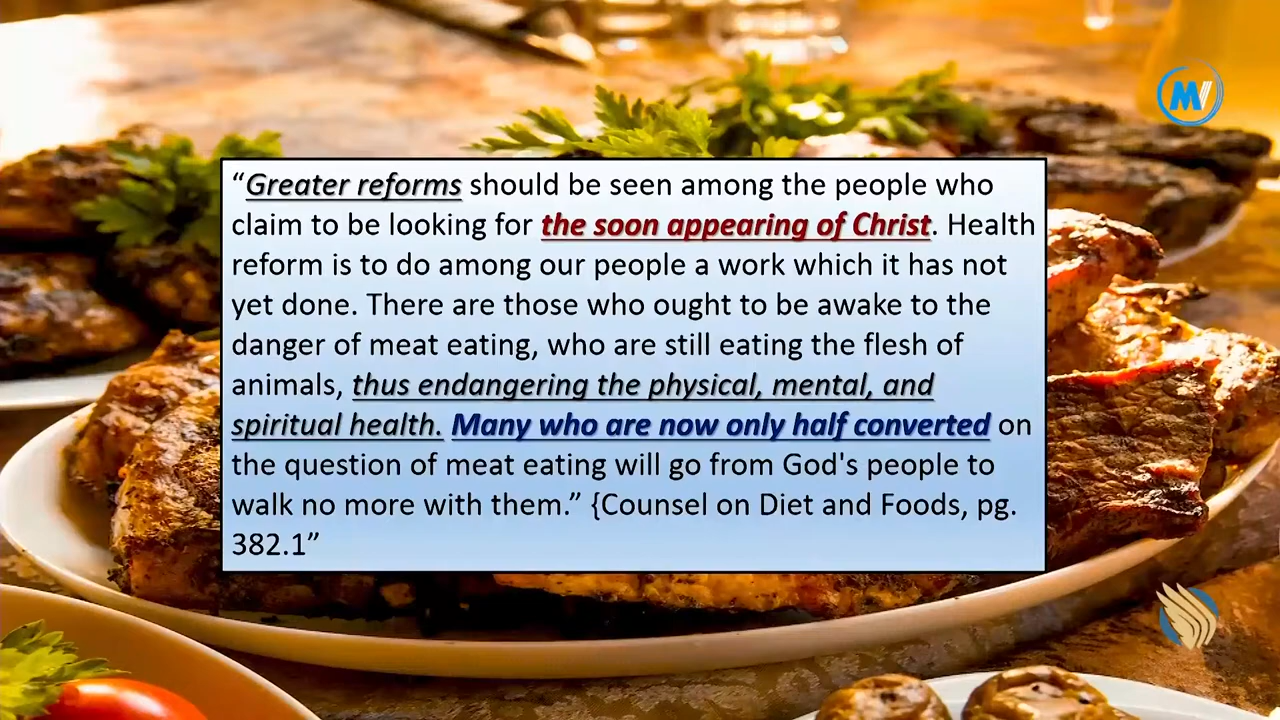 “Greater reforms should be seen among the people who
claim to be looking for the soon appearing of Christ. Health
reform is to do among our people a work which it has not
yet done. There are those who ought to be awake to the
danger of meat eating, who are still eating the flesh of
animals, thus endangering the physical, mental, and
spiritual health. Many who are now only half converted on
the question of meat eating will go from God's people to
walk no more with them.” {Counsel on Diet and Foods, pg.
382.1”
MV